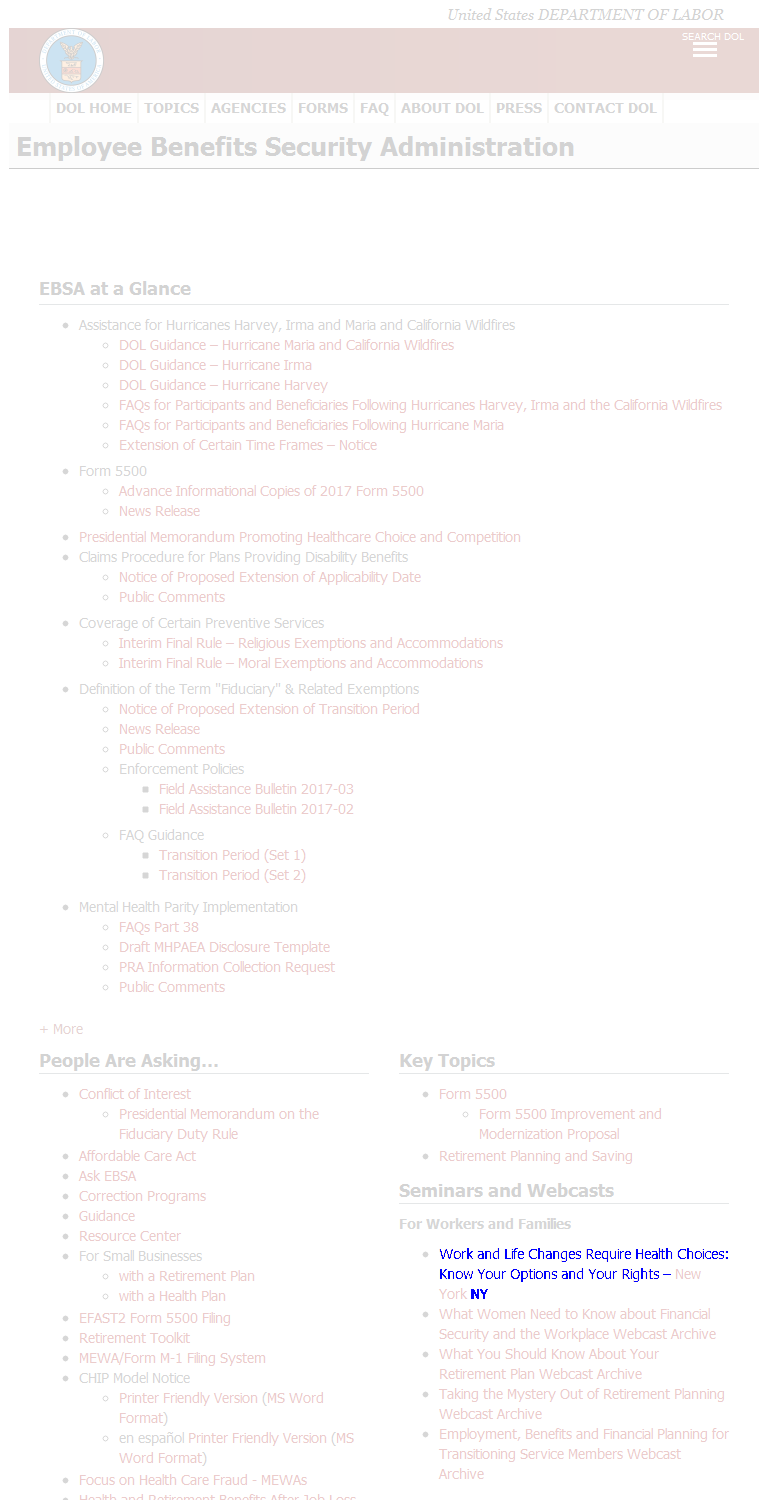 United States DEPARTMENT OF LABOR
SEARCH DOL
DOL HOME TOPICS AGENCIES FORMS FAQ ABOUT DOL PRESS CONTACT DOL
Employee Benefits Security Administration
EBSA at a Glance
Assistance for Hurricanes Harvey, Irma and Maria and California Wildfires
DOL Guidance – Hurricane Maria and California Wildfires
DOL Guidance – Hurricane Irma
DOL Guidance – Hurricane Harvey
FAQs for Participants and Beneficiaries Following Hurricanes Harvey, Irma and the California Wildfires
FAQs for Participants and Beneficiaries Following Hurricane Maria
Extension of Certain Time Frames – Notice
Form 5500
Advance Informational Copies of 2017 Form 5500
News Release
Presidential Memorandum Promoting Healthcare Choice and Competition
Claims Procedure for Plans Providing Disability Benefits
Notice of Proposed Extension of Applicability Date
Public Comments
Coverage of Certain Preventive Services
Interim Final Rule – Religious Exemptions and Accommodations
Interim Final Rule – Moral Exemptions and Accommodations
Definition of the Term "Fiduciary" & Related Exemptions
Notice of Proposed Extension of Transition Period
News Release
Public Comments
Enforcement Policies
Field Assistance Bulletin 2017-03
Field Assistance Bulletin 2017-02
FAQ Guidance
Transition Period (Set 1)
Transition Period (Set 2)
Mental Health Parity Implementation
FAQs Part 38
Draft MHPAEA Disclosure Template
PRA Information Collection Request
Public Comments
+ More
People Are Asking...
Conflict of Interest
Presidential Memorandum on the
Fiduciary Duty Rule
Affordable Care Act
Ask EBSA
Correction Programs
Guidance
Resource Center
For Small Businesses
with a Retirement Plan
with a Health Plan
EFAST2 Form 5500 Filing
Retirement Toolkit
MEWA/Form M-1 Filing System
CHIP Model Notice
Printer Friendly Version (MS Word
Format)
en español Printer Friendly Version (MS
Word Format)
Focus on Health Care Fraud - MEWAs
Health and Retirement Benefits After Job Loss
Key Topics
Form 5500
Form 5500 Improvement and
Modernization Proposal
Retirement Planning and Saving
Seminars and Webcasts
For Workers and Families
Work and Life Changes Require Health Choices:
Know Your Options and Your Rights – New
York NY
What Women Need to Know about Financial
Security and the Workplace Webcast Archive
What You Should Know About Your
Retirement Plan Webcast Archive
Taking the Mystery Out of Retirement Planning
Webcast Archive
Employment, Benefits and Financial Planning for
Transitioning Service Members Webcast
Archive